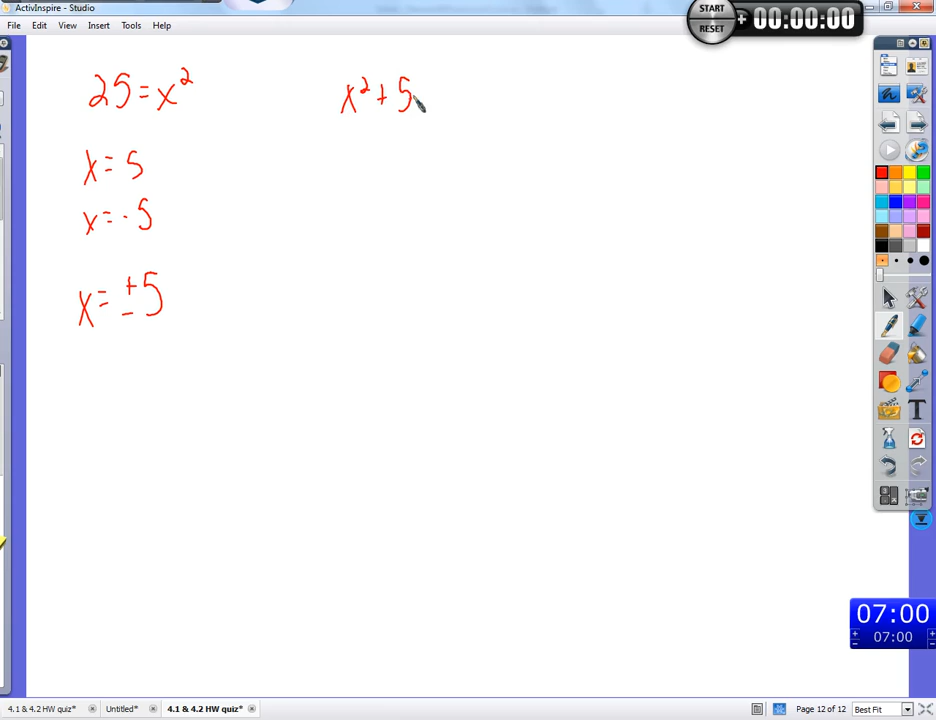 ActivInspire - Studio
START
RESET
00:00:00
File Edit View Insert Tools Help
25 = x²
x² + 5
x = 5
x = - 5
x = ± 5
T
07:00
07:00
4.1 & 4.2 HW quiz* Untitled* 4.1 & 4.2 HW quiz* Page 12 of 12 Best Fit